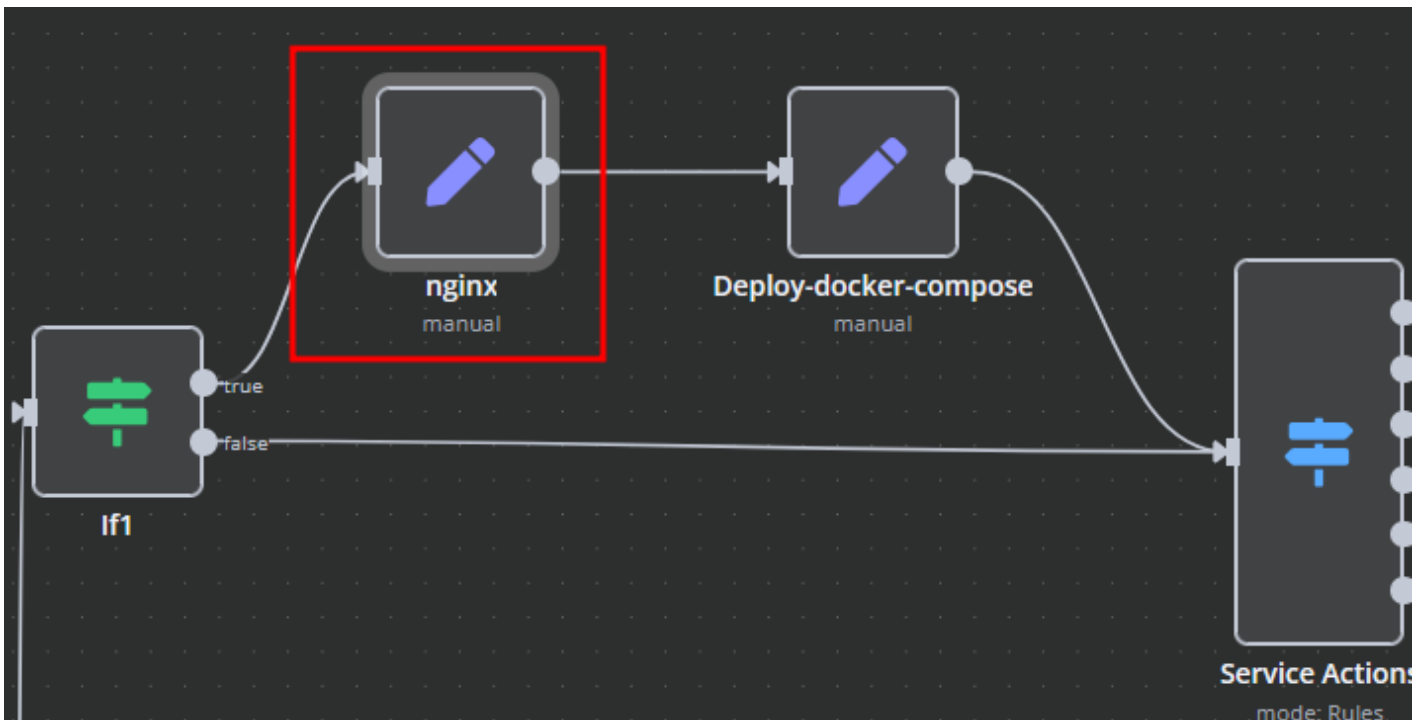 nginx
manual
Deploy-docker-compose
manual
true
false
If1
Service Actions
mode: Rules